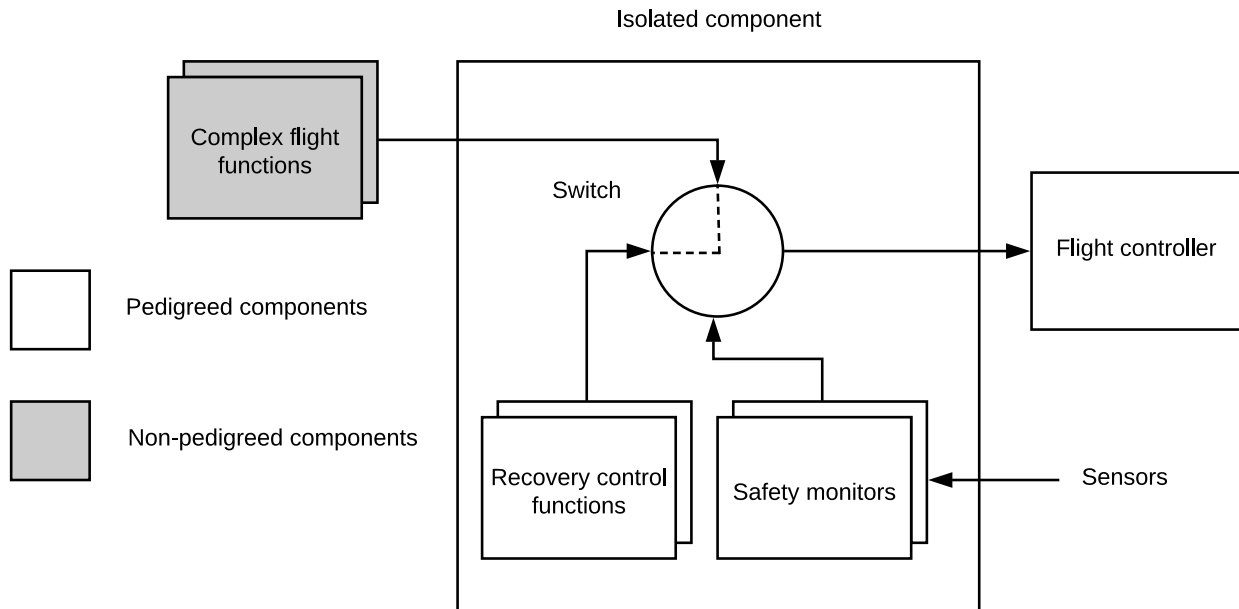 Isolated component
Complex flight
functions
Switch
Flight controller
Pedigreed components
Non-pedigreed components
Recovery control
functions
Safety monitors
Sensors